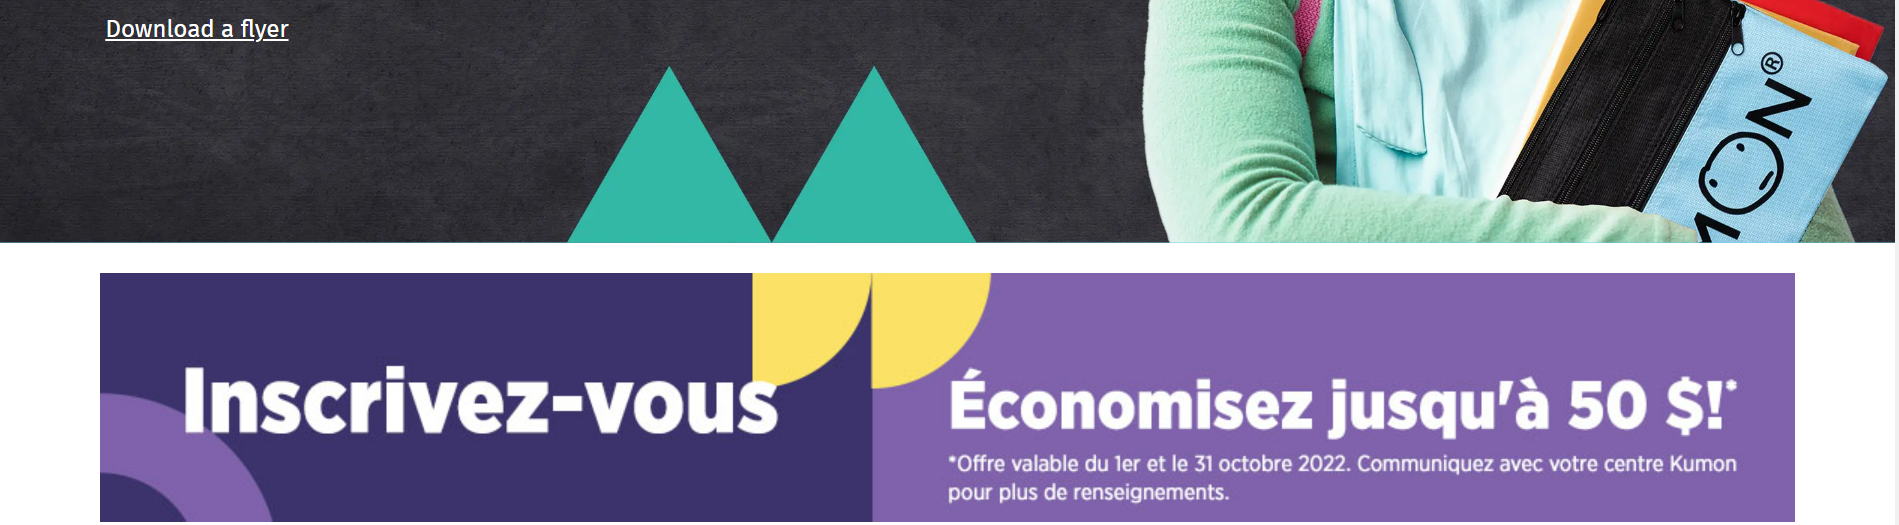 Download a flyer
MON®
Inscrivez-vous
Économisez jusqu'à 50 $!*
*Offre valable du 1er et le 31 octobre 2022. Communiquez avec votre centre Kumon
pour plus de renseignements.